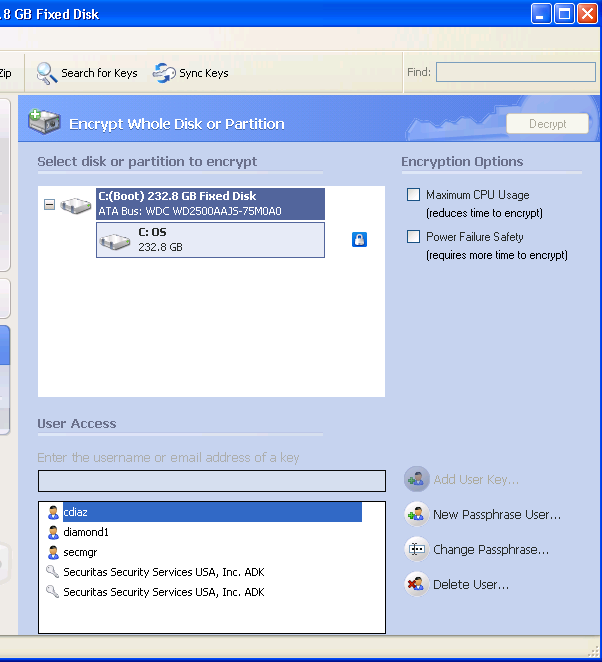 .8 GB Fixed Disk
Zip
Search for Keys
Sync Keys
Find:
Encrypt Whole Disk or Partition
Decrypt
Select disk or partition to encrypt
Encryption Options
C:(Boot) 232.8 GB Fixed Disk
ATA Bus: WDC WD2500AAJS-75M0A0
C: OS
232.8 GB
Maximum CPU Usage
(reduces time to encrypt)
Power Failure Safety
(requires more time to encrypt)
User Access
Enter the username or email address of a key
Add User Key...
cdiaz
diamond1
secmgr
Securitas Security Services USA, Inc. ADK
Securitas Security Services USA, Inc. ADK
New Passphrase User...
Change Passphrase...
Delete User...